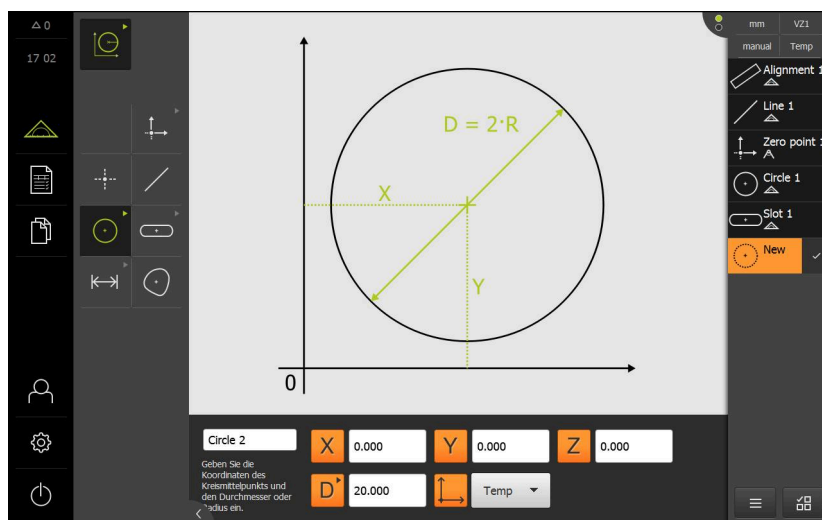 △ 0
17 02
D = 2·R
X
Y
0
mm VZ1
manual Temp
Alignment 1
Line 1
Zero point 1
Circle 1
Slot 1
New
Circle 2
Geben Sie die
Koordinaten des
Kreismittelpunkts und
den Durchmesser oder
Radius ein.
X 0.000 Y 0.000 Z 0.000
D 20.000 Temp